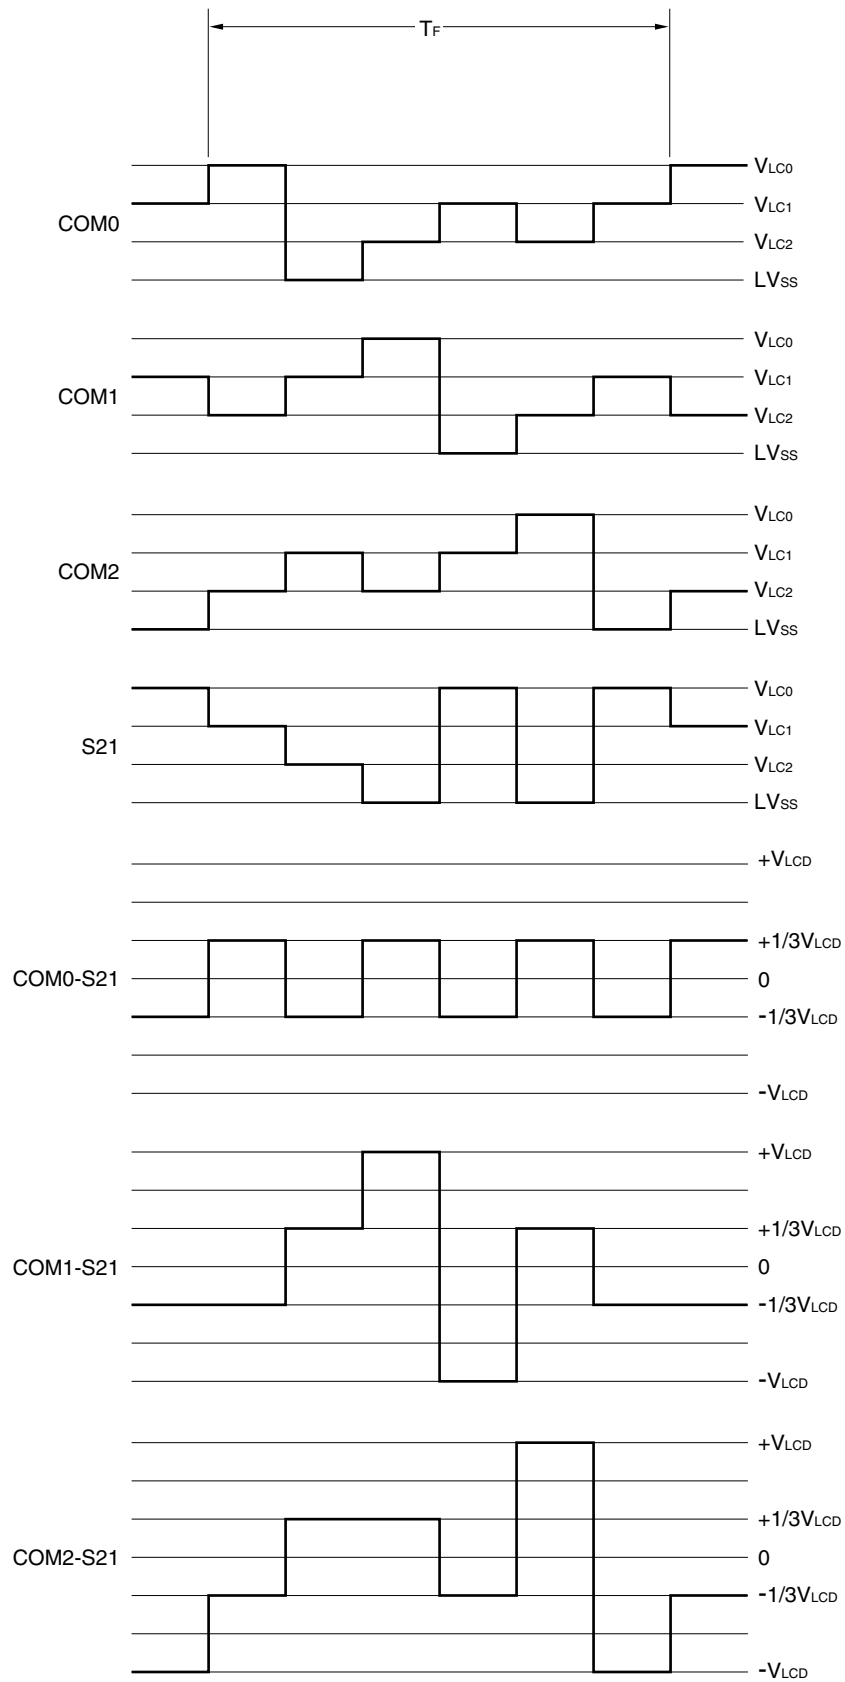 TF
VLC0
VLC1
COM0
VLC2
LVSS
VLC0
VLC1
COM1
VLC2
LVSS
VLC0
VLC1
COM2
VLC2
LVSS
VLC0
VLC1
S21
VLC2
LVSS
+VLCD
+1/3VLCD
COM0-S21
0
-1/3VLCD
-VLCD
+VLCD
+1/3VLCD
COM1-S21
0
-1/3VLCD
-VLCD
+VLCD
+1/3VLCD
COM2-S21
0
-1/3VLCD
-VLCD